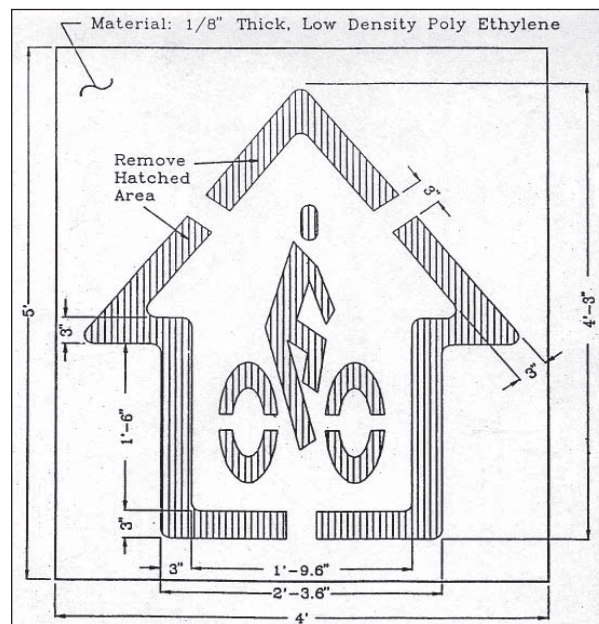 Material: 1/8" Thick, Low Density Poly Ethylene
Remove
Hatched
Area
3"
5'
4'-3"
3"
3"
1'-6"
3"
3"
1'-9.6"
2'-3.6"
4'